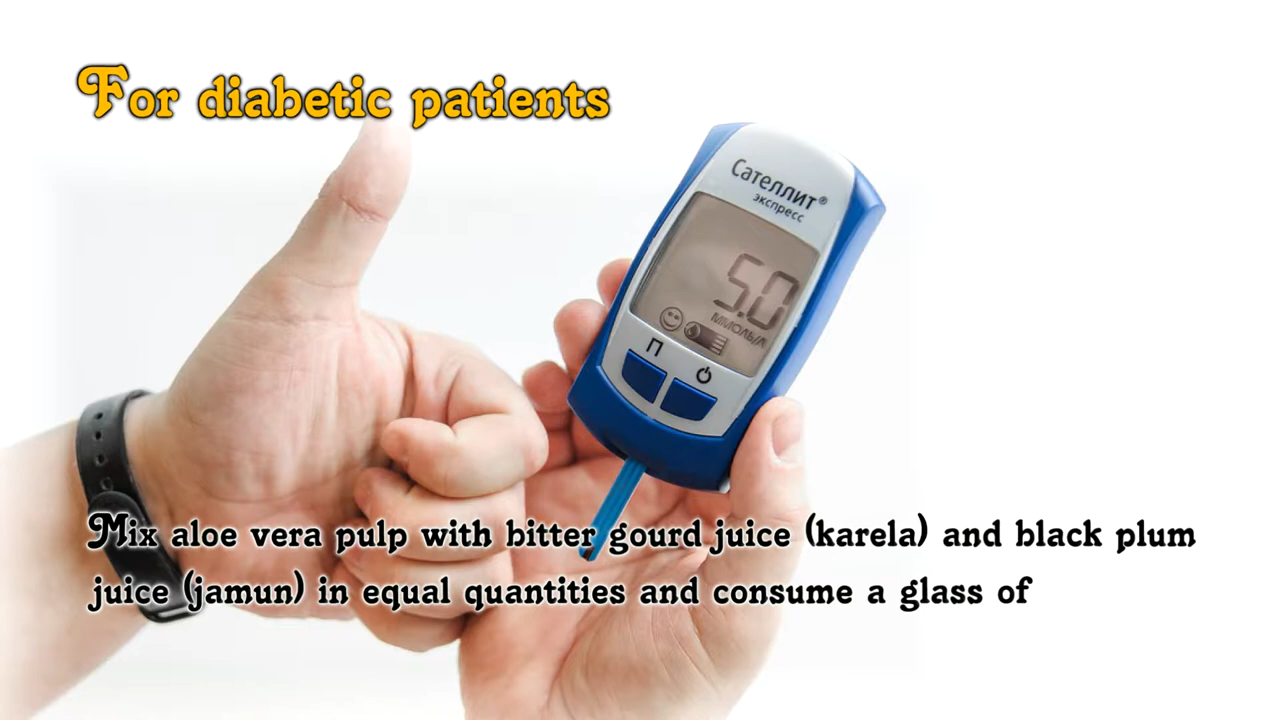 For diabetic patients
Сателлит®
экспресс
5.0
ММОЛЬ/Л
П
Mix aloe vera pulp with bitter gourd juice (karela) and black plum
juice (jamun) in equal quantities and consume a glass of